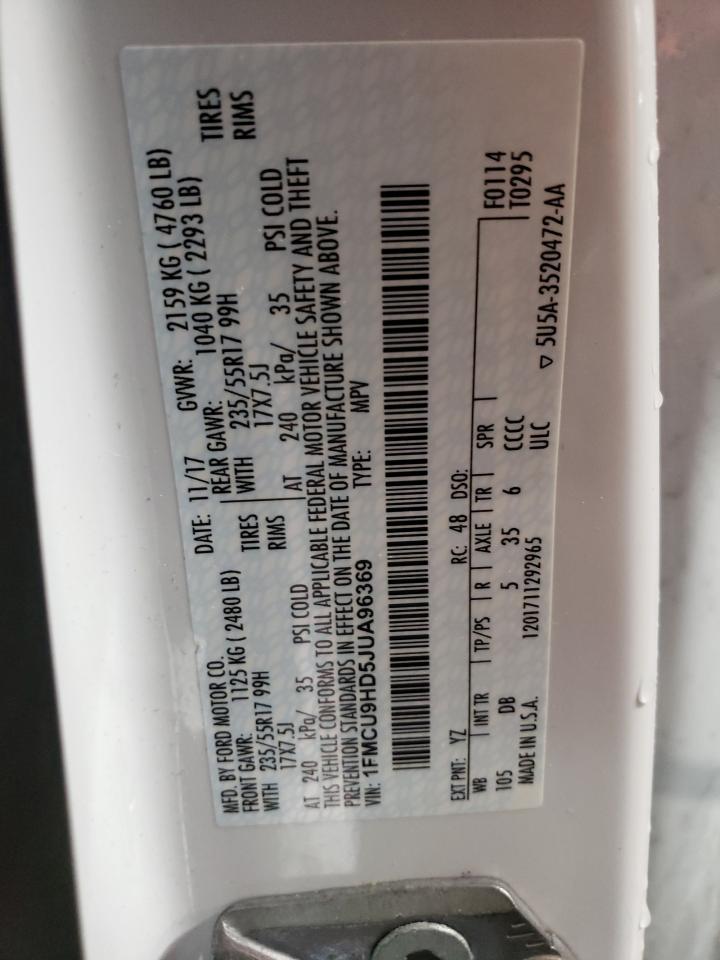 MFD. BY FORD MOTOR CO. DATE: 11/17 GVWR: 2159 KG ( 4760 LB)
FRONT GAWR: 1125 KG ( 2480 LB) REAR GAWR: 1040 KG ( 2293 LB)
WITH 235/55R17 99H TIRES WITH 235/55R17 99H TIRES
17X7.5J RIMS 17X7.5J RIMS
AT 240 kPa/ 35 PSI COLD AT 240 kPa/ 35 PSI COLD
THIS VEHICLE CONFORMS TO ALL APPLICABLE FEDERAL MOTOR VEHICLE SAFETY AND THEFT
PREVENTION STANDARDS IN EFFECT ON THE DATE OF MANUFACTURE SHOWN ABOVE.
VIN: 1FMCU9HD5JUA96369 TYPE: MPV
EXT PNT: YZ RC: 48 DSO:
WB INT TR TP/PS R AXLE TR SPR F0114
105 DB 5 35 6 CCCC T0295
ULC
MADE IN U.S.A. 1201711292965 ▽ 5U5A-3520472-AA